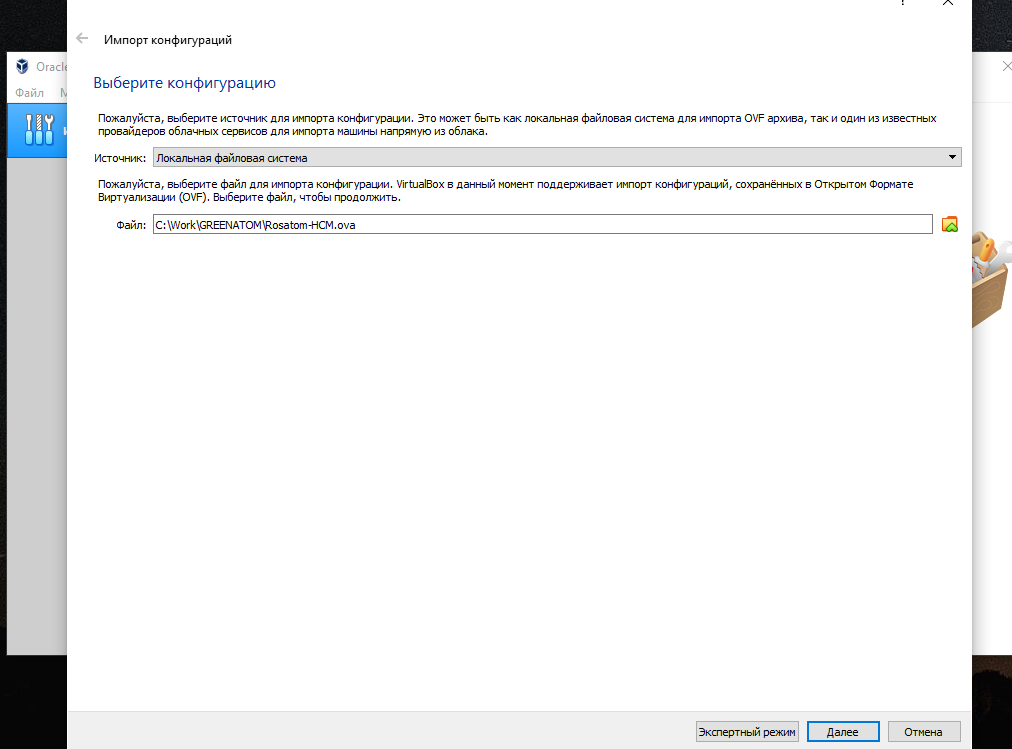 ?
Импорт конфигураций
Oracle
Файл
Выберите конфигурацию
Пожалуйста, выберите источник для импорта конфигурации. Это может быть как локальная файловая система для импорта OVF архива, так и один из известных
провайдеров облачных сервисов для импорта машины напрямую из облака.
Источник: Локальная файловая система
Пожалуйста, выберите файл для импорта конфигурации. VirtualBox в данный момент поддерживает импорт конфигураций, сохранённых в Открытом Формате
Виртуализации (OVF). Выберите файл, чтобы продолжить.
Файл: C:\Work\GREENATOM\Rosatom-HCM.ova
Экспертный режим Далее Отмена